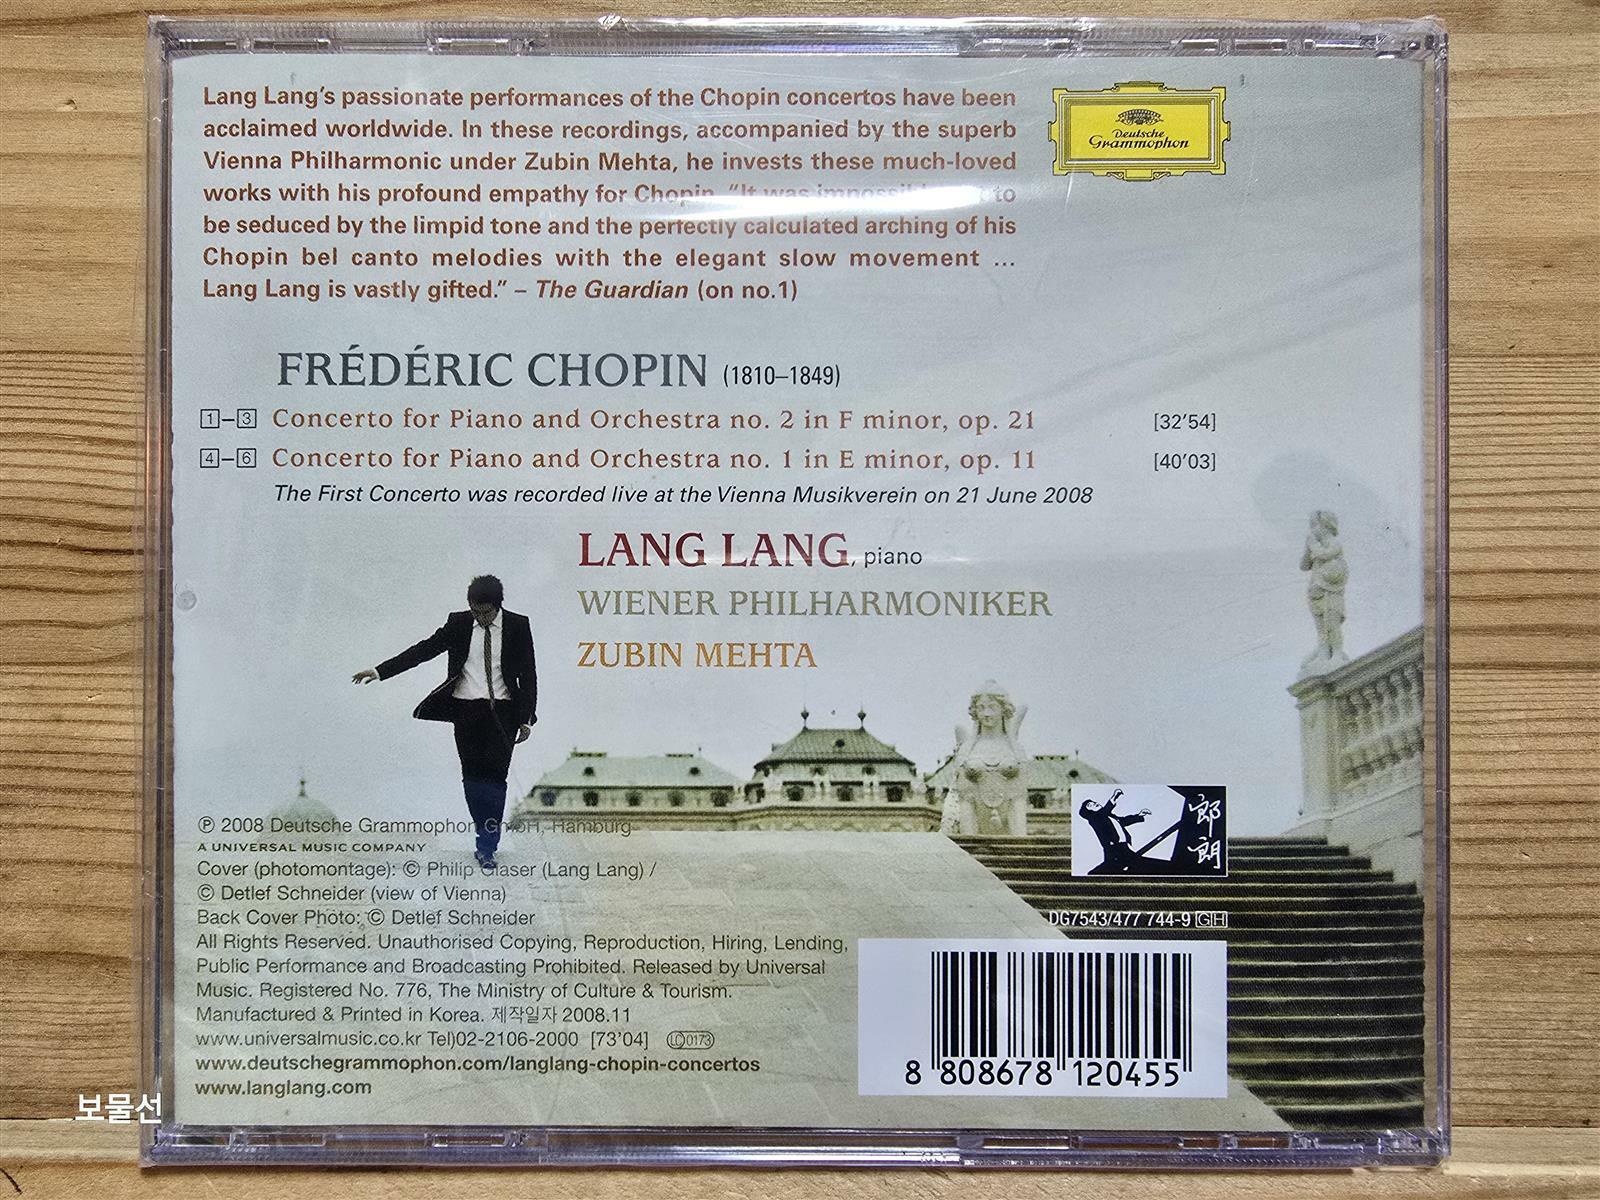 Lang Lang's passionate performances of the Chopin concertos have been
acclaimed worldwide. In these recordings, accompanied by the superb
Vienna Philharmonic under Zubin Mehta, he invests these much-loved
works with his profound empathy for Chopin. "It was to
be seduced by the limpid tone and the perfectly calculated arching of his
Chopin bel canto melodies with the elegant slow movement ...
Lang Lang is vastly gifted." – The Guardian (on no.1)
Deutsche
Grammophon
FRÉDÉRIC CHOPIN (1810–1849)
1–3 Concerto for Piano and Orchestra no. 2 in F minor, op. 21 [32'54]
4–6 Concerto for Piano and Orchestra no. 1 in E minor, op. 11 [40'03]
The First Concerto was recorded live at the Vienna Musikverein on 21 June 2008
LANG LANG, piano
WIENER PHILHARMONIKER
ZUBIN MEHTA
郎朗
℗ 2008 Deutsche Grammophon GmbH, Hamburg
A UNIVERSAL MUSIC COMPANY
Cover (photomontage): © Philip Glaser (Lang Lang) /
© Detlef Schneider (view of Vienna)
Back Cover Photo: © Detlef Schneider
All Rights Reserved. Unauthorised Copying, Reproduction, Hiring, Lending,
Public Performance and Broadcasting Prohibited. Released by Universal
Music. Registered No. 776, The Ministry of Culture & Tourism.
Manufactured & Printed in Korea. 제작일자 2008.11
www.universalmusic.co.kr Tel)02-2106-2000 [73'04] LC 0173
www.deutschegrammophon.com/langlang-chopin-concertos
www.langlang.com
DG7543/477 744-9 GH
8 808678 120455
보물선